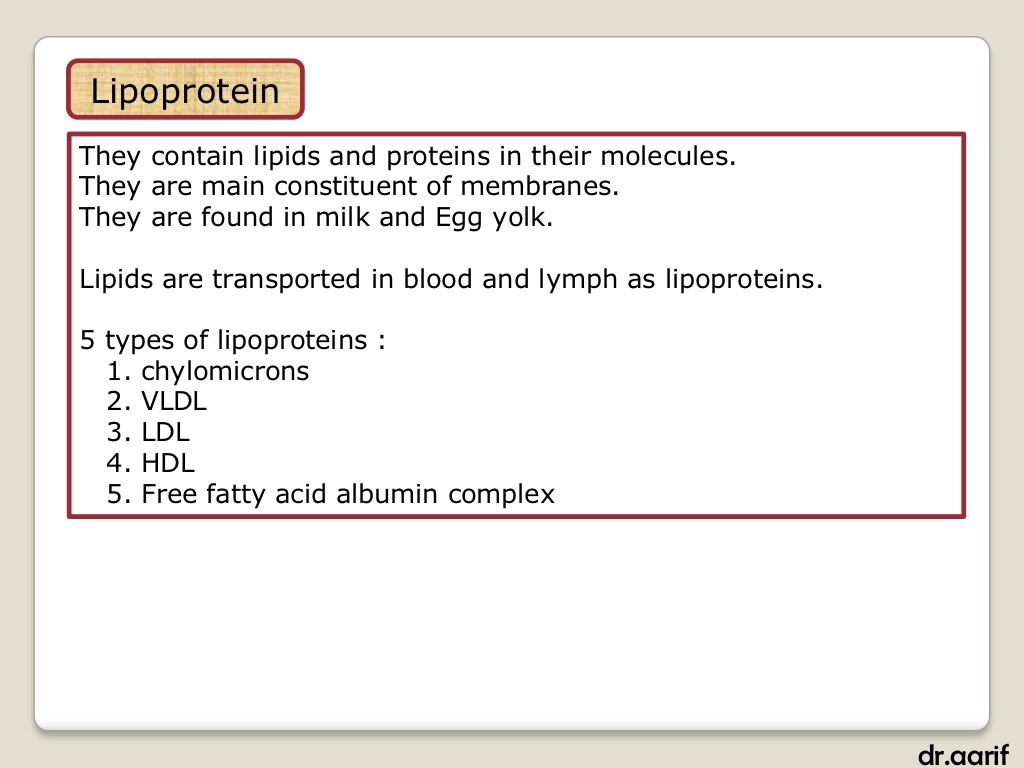 Lipoprotein
They contain lipids and proteins in their molecules.
They are main constituent of membranes.
They are found in milk and Egg yolk.
Lipids are transported in blood and lymph as lipoproteins.
5 types of lipoproteins :
1. chylomicrons
2. VLDL
3. LDL
4. HDL
5. Free fatty acid albumin complex
dr.aarif